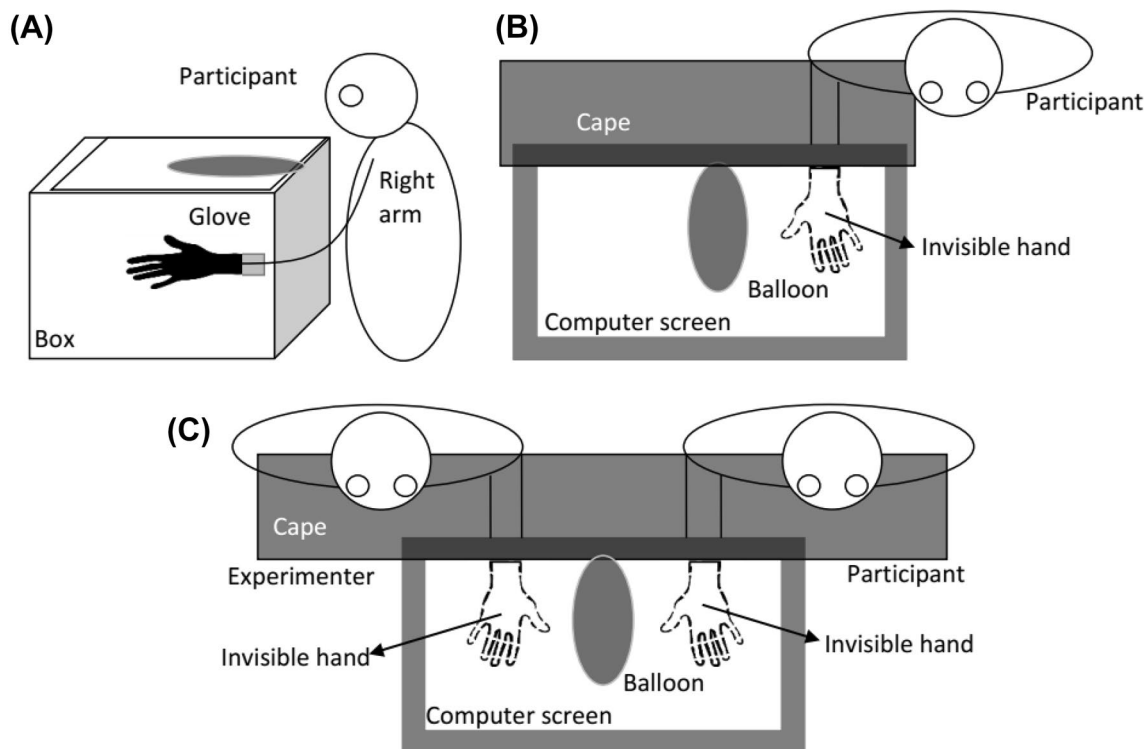 (A)
Participant
Right
arm
Glove
Box
(B)
Cape
Participant
Invisible hand
Balloon
Computer screen
(C)
Cape
Experimenter
Participant
Invisible hand
Invisible hand
Balloon
Computer screen